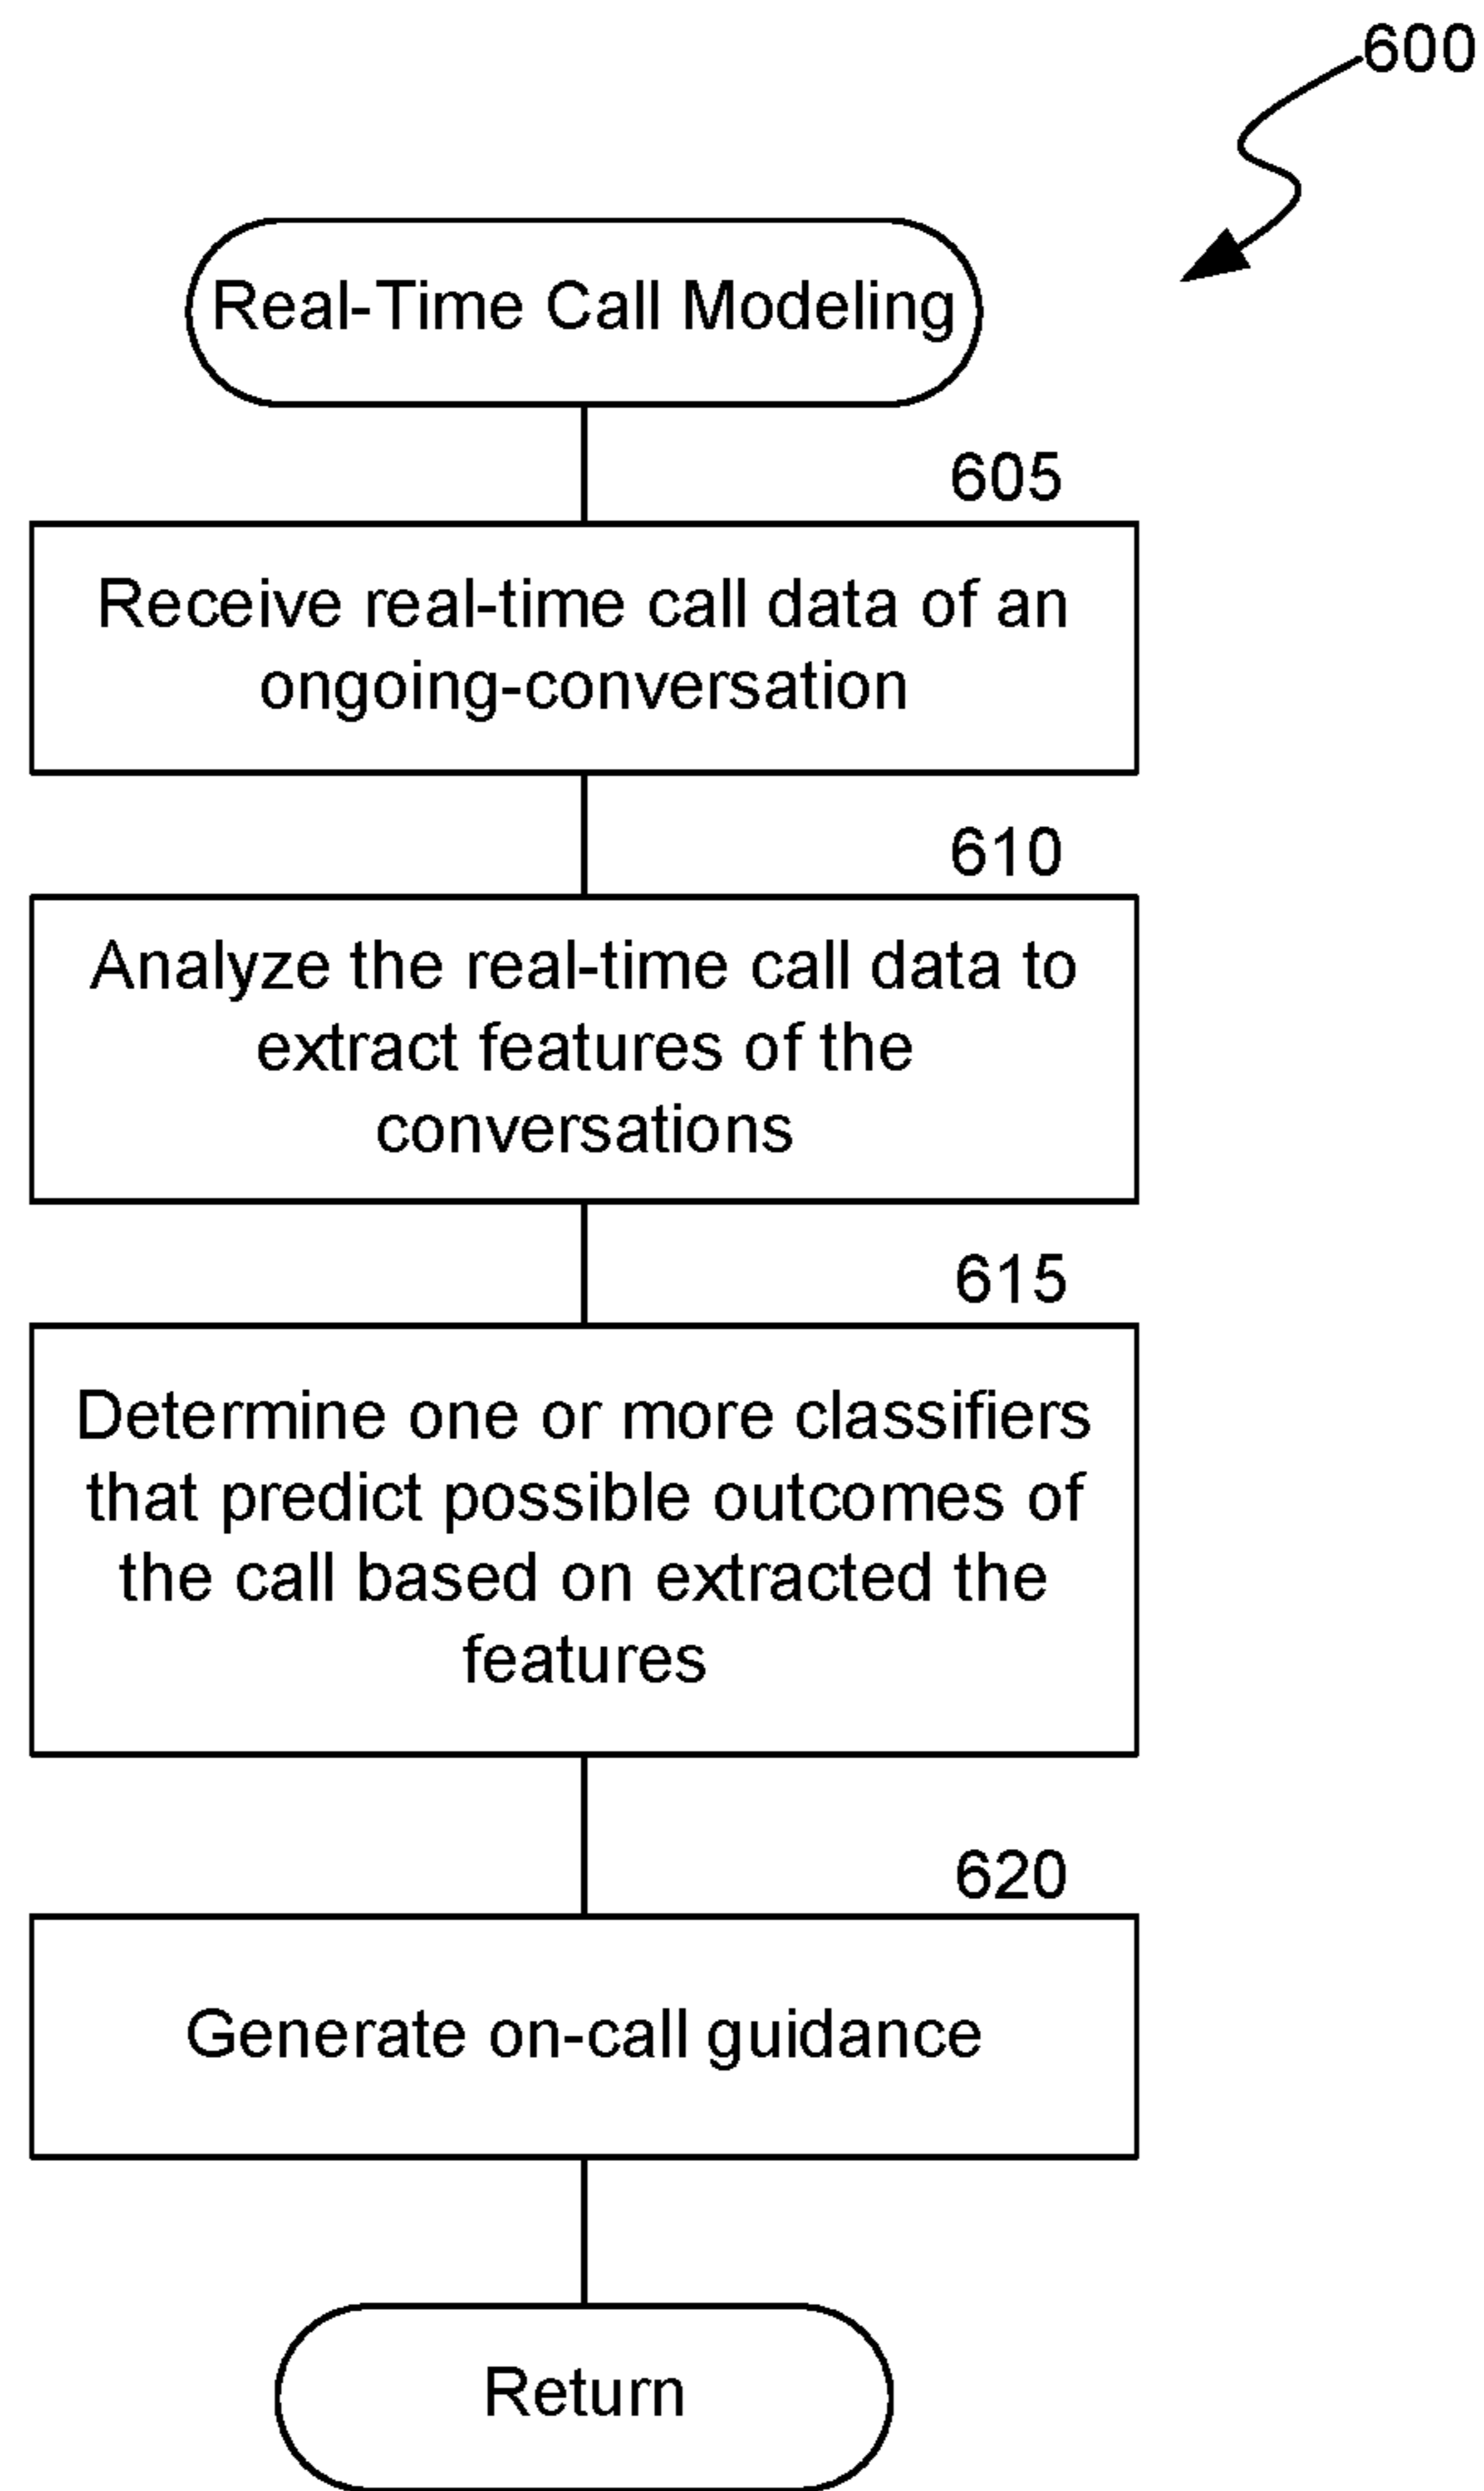 600
Real-Time Call Modeling
605
Receive real-time call data of an
ongoing-conversation
610
Analyze the real-time call data to
extract features of the
conversations
615
Determine one or more classifiers
that predict possible outcomes of
the call based on extracted the
features
620
Generate on-call guidance
Return